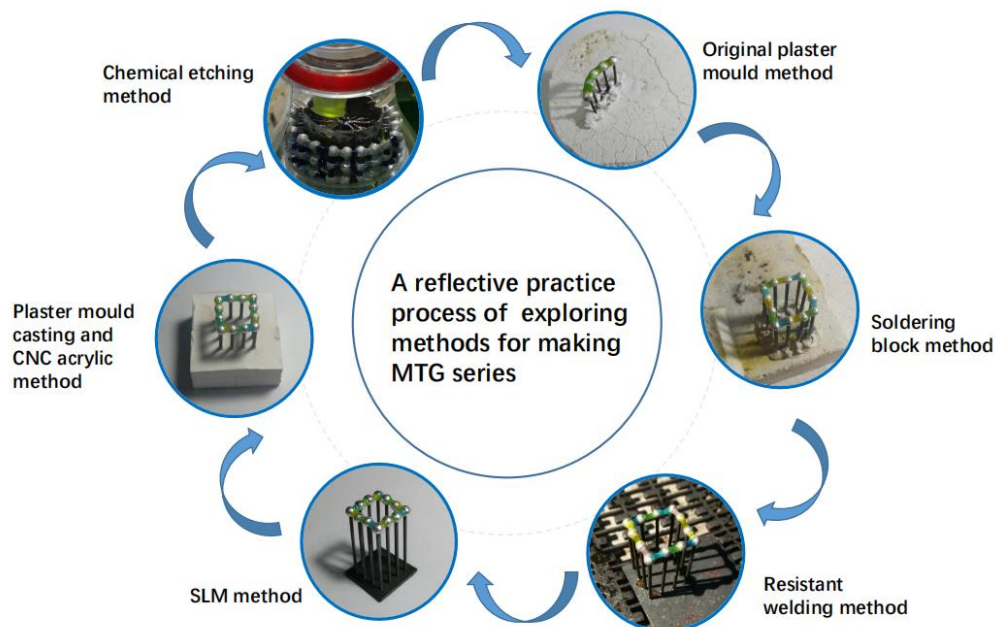 Chemical etching
method
Original plaster
mould method
Soldering
block method
Resistant
welding method
SLM method
Plaster mould
casting and
CNC acrylic
method
A reflective practice
process of exploring
methods for making
MTG series